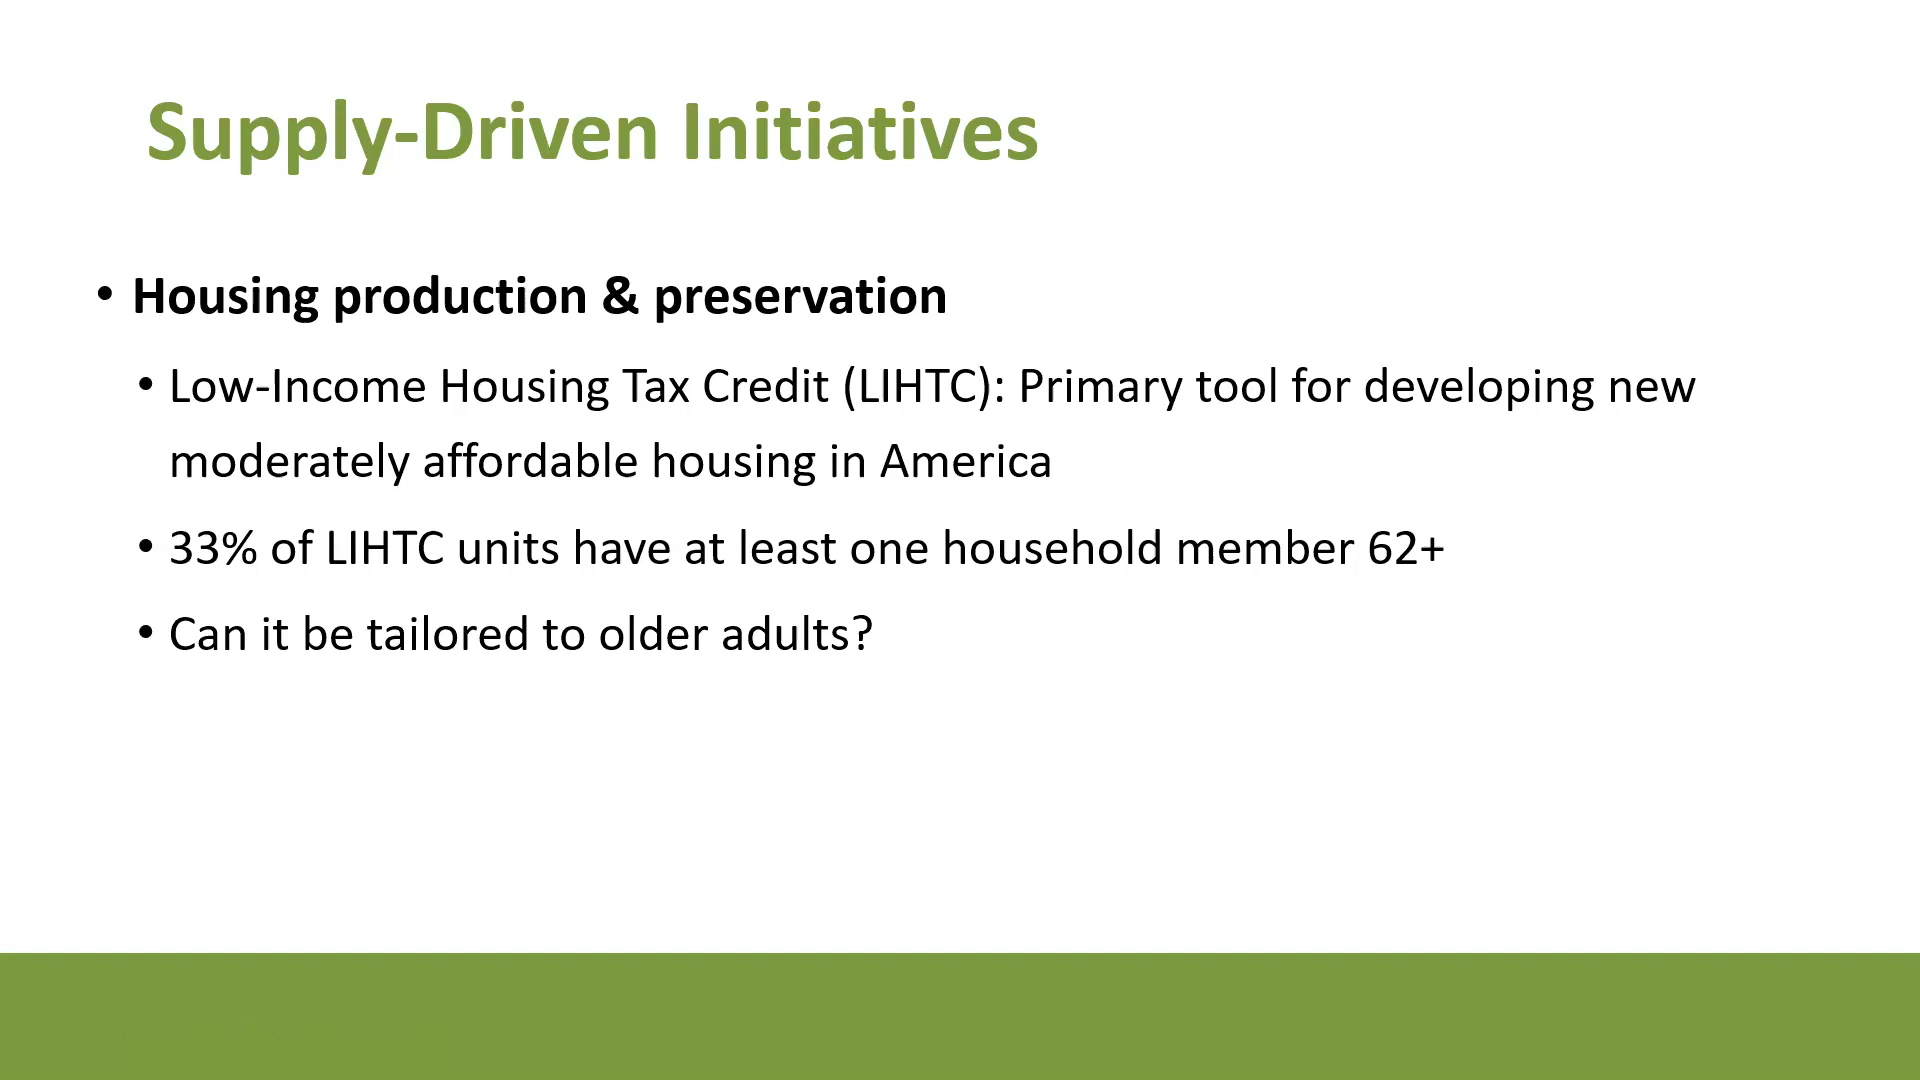 Supply-Driven Initiatives
• Housing production & preservation
• Low-Income Housing Tax Credit (LIHTC): Primary tool for developing new
moderately affordable housing in America
• 33% of LIHTC units have at least one household member 62+
• Can it be tailored to older adults?